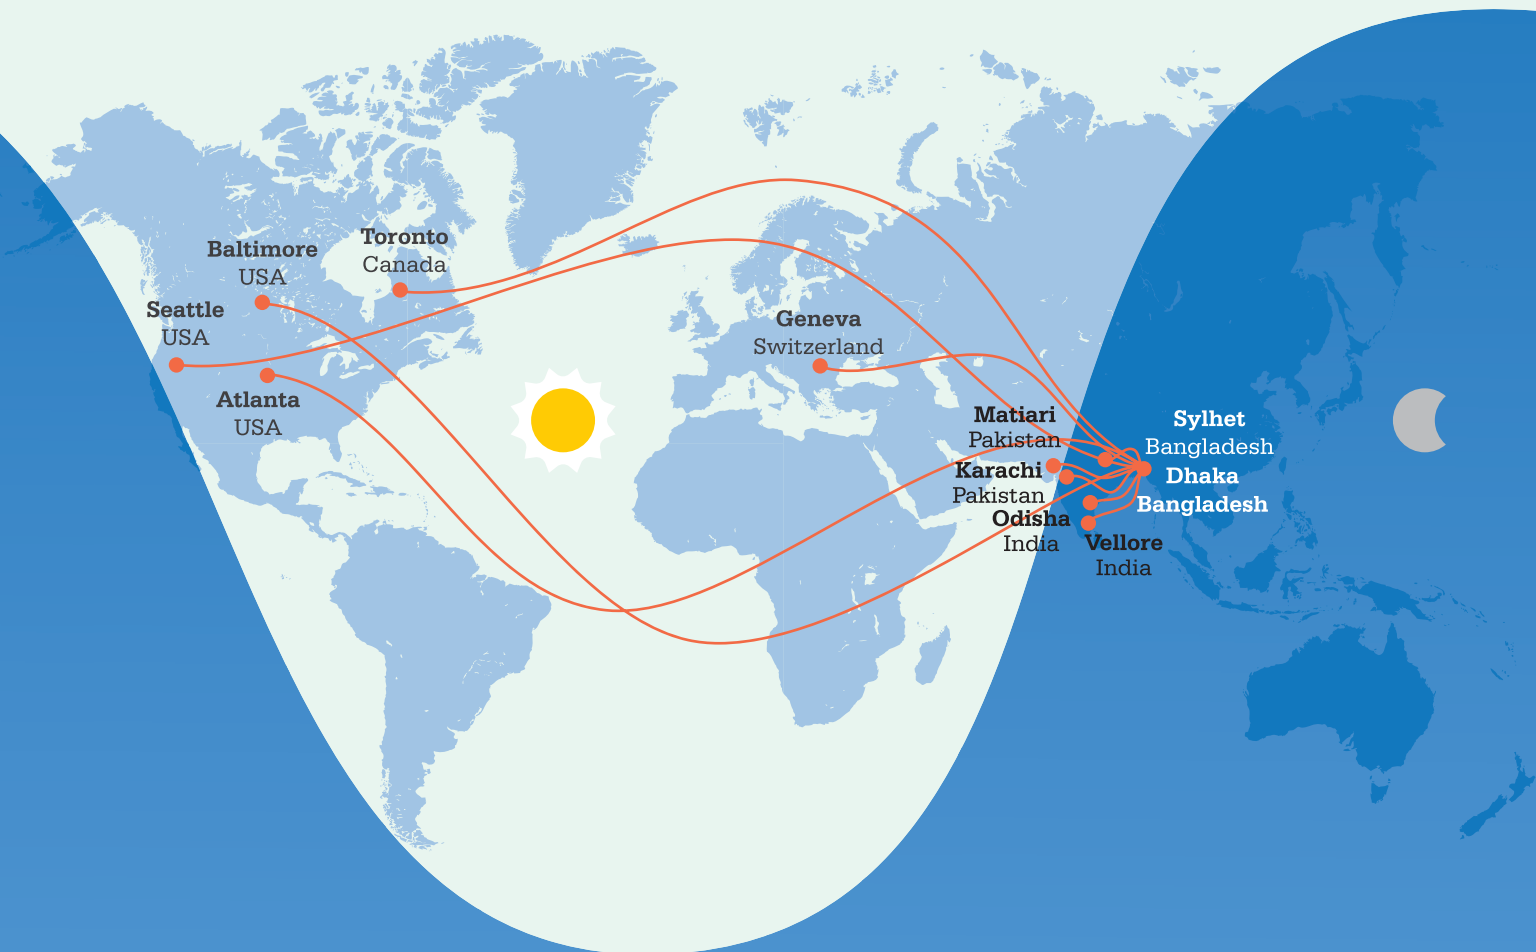 Toronto
Canada
Baltimore
USA
Seattle
USA
Geneva
Switzerland
Atlanta
USA
Matiari
Pakistan
Sylhet
Bangladesh
Karachi
Pakistan
Dhaka
Bangladesh
Odisha
India
Vellore
India